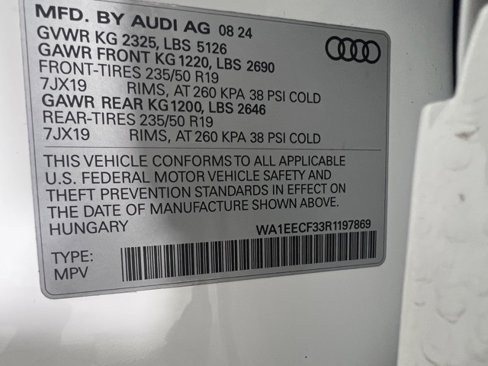 MFD. BY AUDI AG 08 24
GVWR KG 2325, LBS 5126
GAWR FRONT KG 1220, LBS 2690
FRONT-TIRES 235/50 R19
7JX19 RIMS, AT 260 KPA 38 PSI COLD
GAWR REAR KG1200, LBS 2646
REAR-TIRES 235/50 R19
7JX19 RIMS, AT 260 KPA 38 PSI COLD
THIS VEHICLE CONFORMS TO ALL APPLICABLE
U.S. FEDERAL MOTOR VEHICLE SAFETY AND
THEFT PREVENTION STANDARDS IN EFFECT ON
THE DATE OF MANUFACTURE SHOWN ABOVE.
HUNGARY WA1EECF33R1197869
TYPE:
MPV